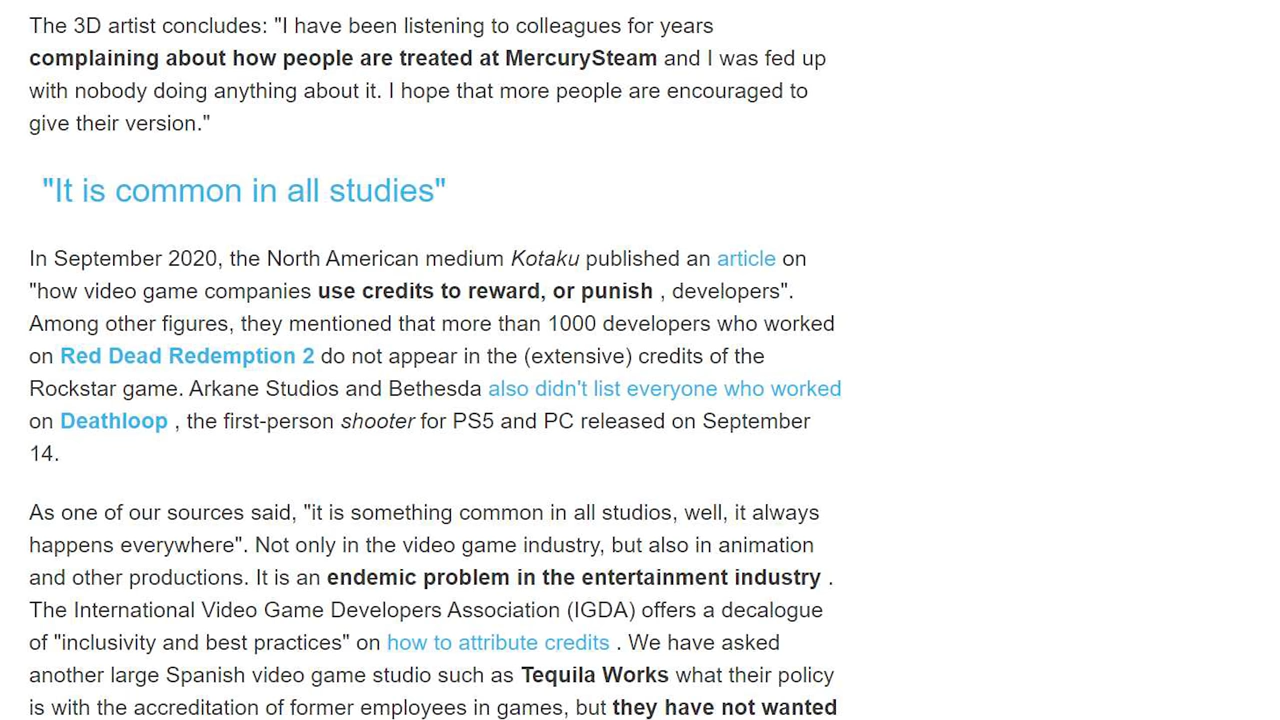 The 3D artist concludes: "I have been listening to colleagues for years
complaining about how people are treated at MercurySteam and I was fed up
with nobody doing anything about it. I hope that more people are encouraged to
give their version."
"It is common in all studies"
In September 2020, the North American medium Kotaku published an article on
"how video game companies use credits to reward, or punish , developers".
Among other figures, they mentioned that more than 1000 developers who worked
on Red Dead Redemption 2 do not appear in the (extensive) credits of the
Rockstar game. Arkane Studios and Bethesda also didn't list everyone who worked
on Deathloop , the first-person shooter for PS5 and PC released on September
14.
As one of our sources said, "it is something common in all studios, well, it always
happens everywhere". Not only in the video game industry, but also in animation
and other productions. It is an endemic problem in the entertainment industry .
The International Video Game Developers Association (IGDA) offers a decalogue
of "inclusivity and best practices" on how to attribute credits . We have asked
another large Spanish video game studio such as Tequila Works what their policy
is with the accreditation of former employees in games, but they have not wanted